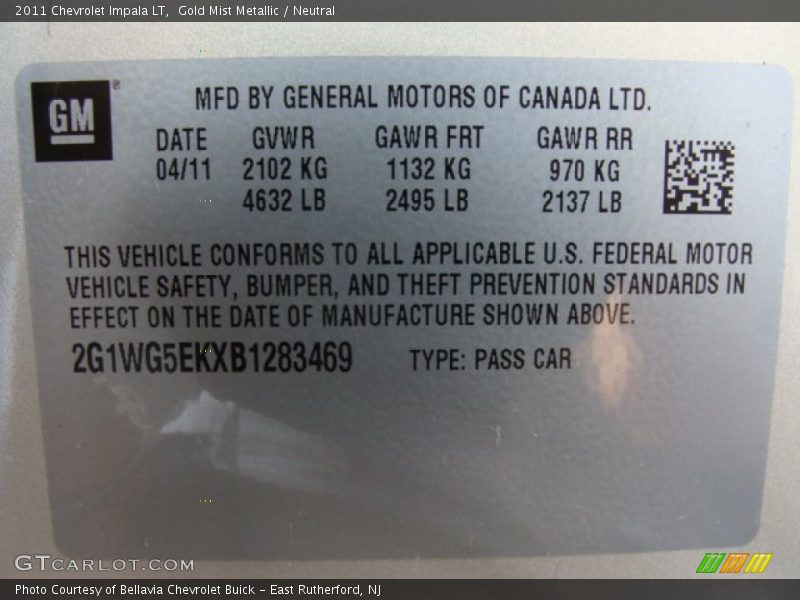 2011 Chevrolet Impala LT,  Gold Mist Metallic / Neutral
GM ®
MFD BY GENERAL MOTORS OF CANADA LTD.
DATE GVWR GAWR FRT GAWR RR
04/11 2102 KG 1132 KG 970 KG
4632 LB 2495 LB 2137 LB
THIS VEHICLE CONFORMS TO ALL APPLICABLE U.S. FEDERAL MOTOR
VEHICLE SAFETY, BUMPER, AND THEFT PREVENTION STANDARDS IN
EFFECT ON THE DATE OF MANUFACTURE SHOWN ABOVE.
2G1WG5EKXB1283469 TYPE: PASS CAR
GTCARLOT.COM
Photo Courtesy of Bellavia Chevrolet Buick - East Rutherford, NJ